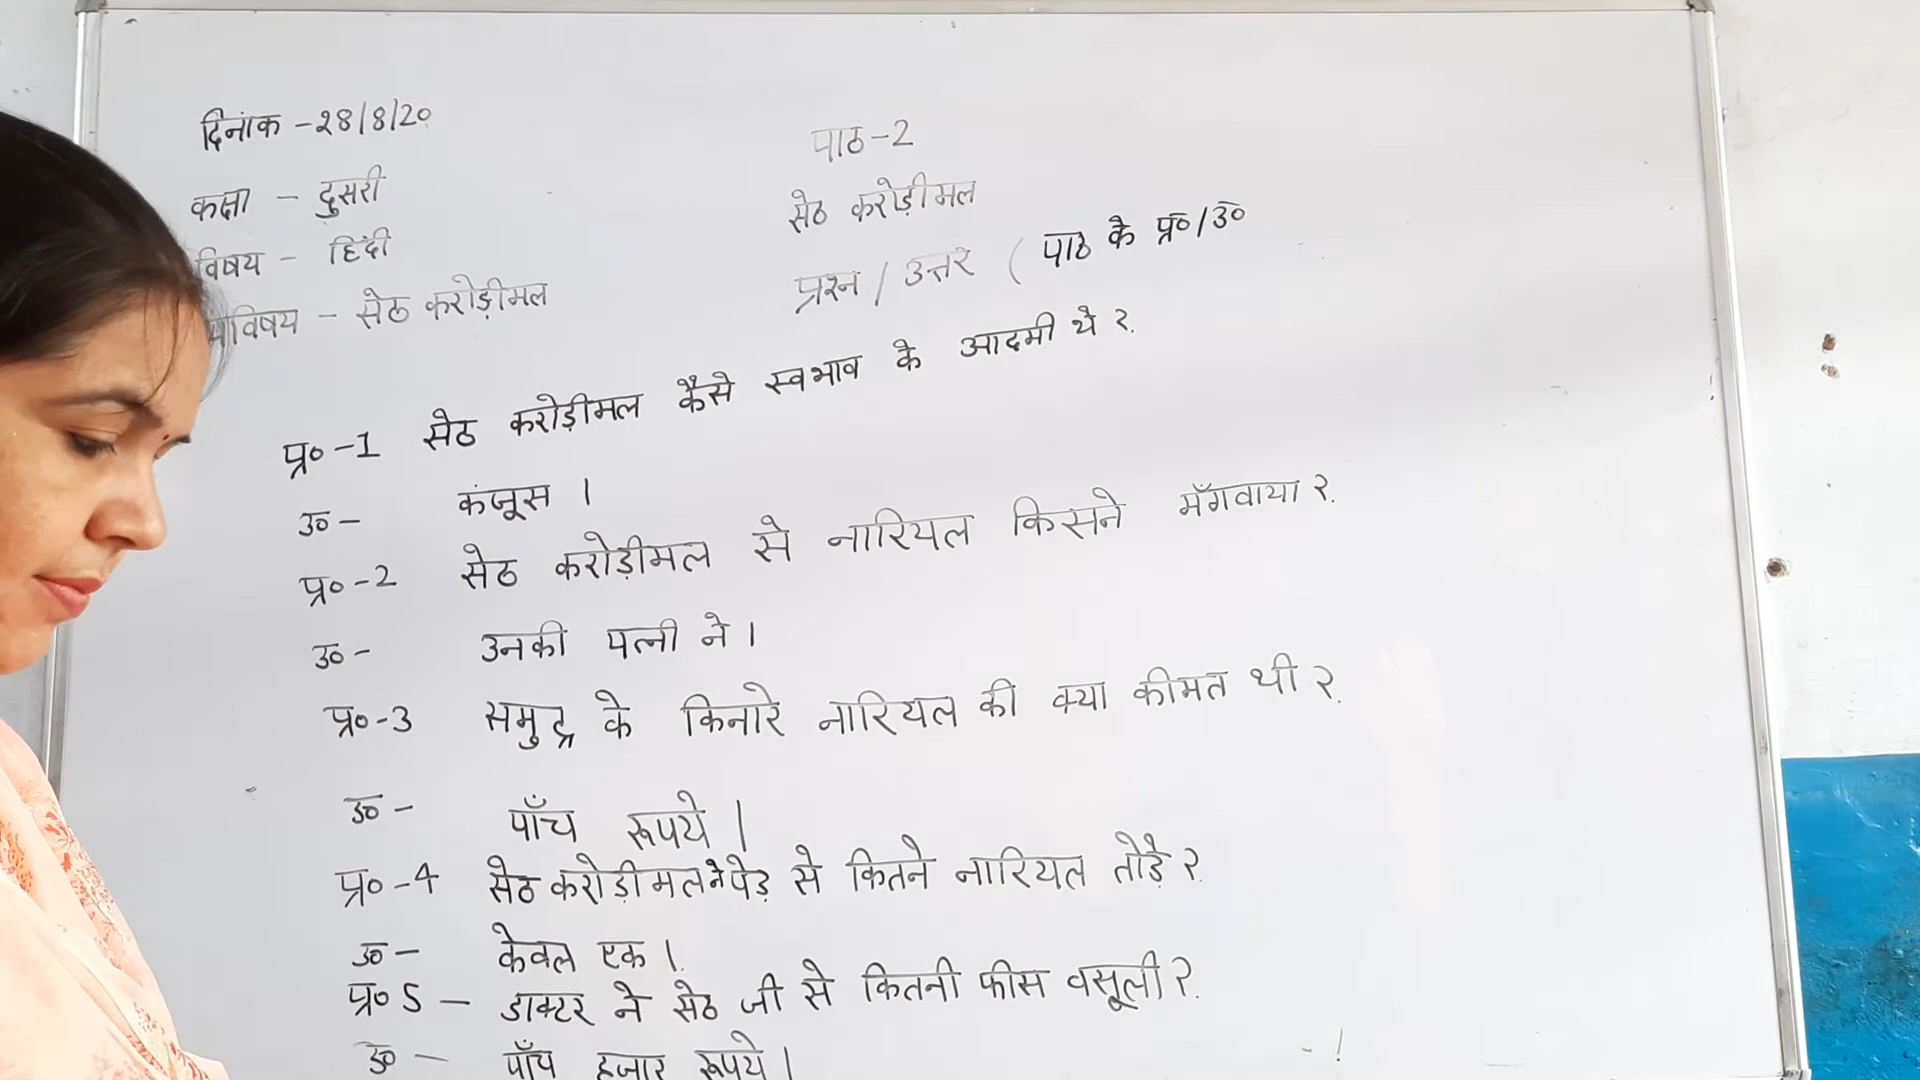 दिनांक -28/8/20
कक्षा - दुसरी
विषय - हिंदी
विषय - सेठ करोड़ीमल
पाठ-2
सेठ करोड़ीमल
प्रश्न / उत्तर ( पाठ के प्र०/उ०
प्र०-1 सेठ करोड़ीमल कैसे स्वभाव के आदमी थे ?
उ० - कंजूस ।
प्र०-2 सेठ करोड़ीमल से नारियल किसने मँगवाया ?
उ० - उनकी पत्नी ने ।
प्र०-3 समुद्र के किनारे नारियल की क्या कीमत थी ?
उ० - पाँच रूपये ।
प्र०-4 सेठ करोड़ीमल ने पेड़ से कितने नारियल तोड़ै ?
उ० - केवल एक ।
प्र० 5 - डाक्टर ने सेठ जी से कितनी फीस वसूली ?
उ० - पाँच हजार रूपये ।